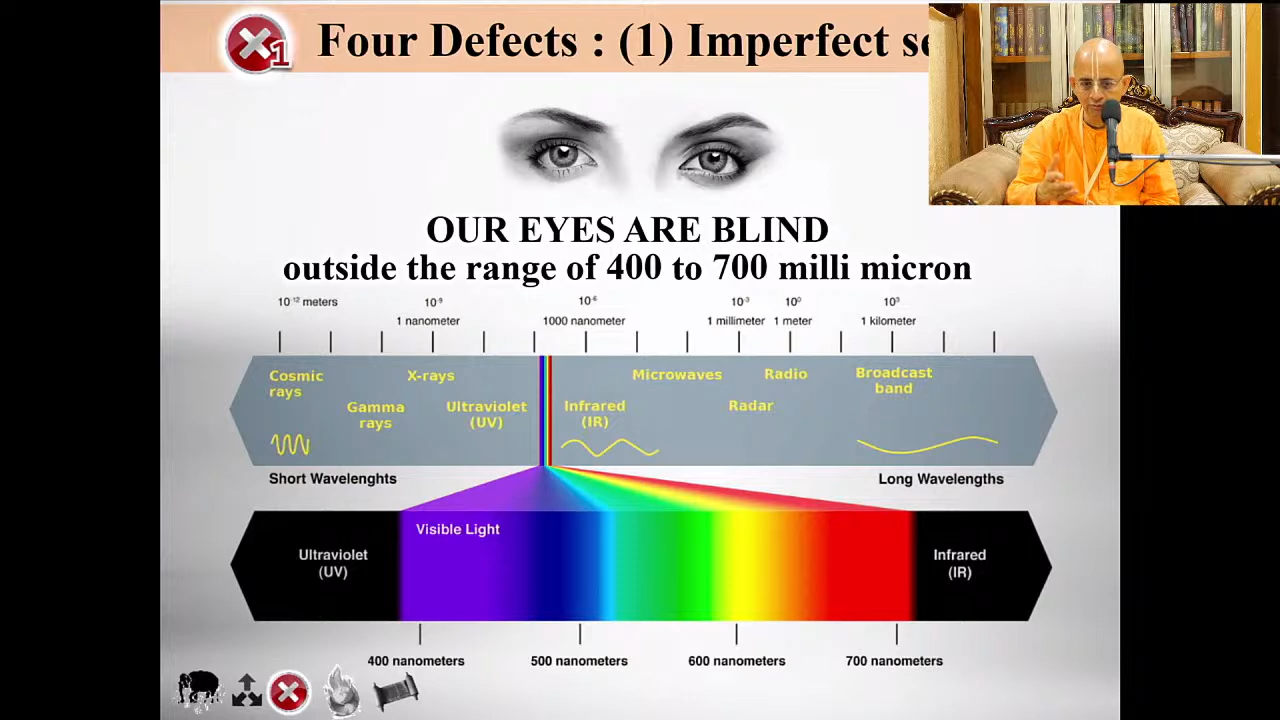 Four Defects : (1) Imperfect se
1
OUR EYES ARE BLIND
outside the range of 400 to 700 milli micron
10⁻¹² meters 10⁻⁹ 10⁻⁶ 10⁻³ 10⁰ 10³
1 nanometer 1000 nanometer 1 millimeter 1 meter 1 kilometer
Cosmic
rays
X-rays
Gamma
rays
Ultraviolet
(UV)
Infrared
(IR)
Microwaves
Radio
Radar
Broadcast
band
Short Wavelenghts
Long Wavelengths
Visible Light
Ultraviolet
(UV)
Infrared
(IR)
400 nanometers 500 nanometers 600 nanometers 700 nanometers